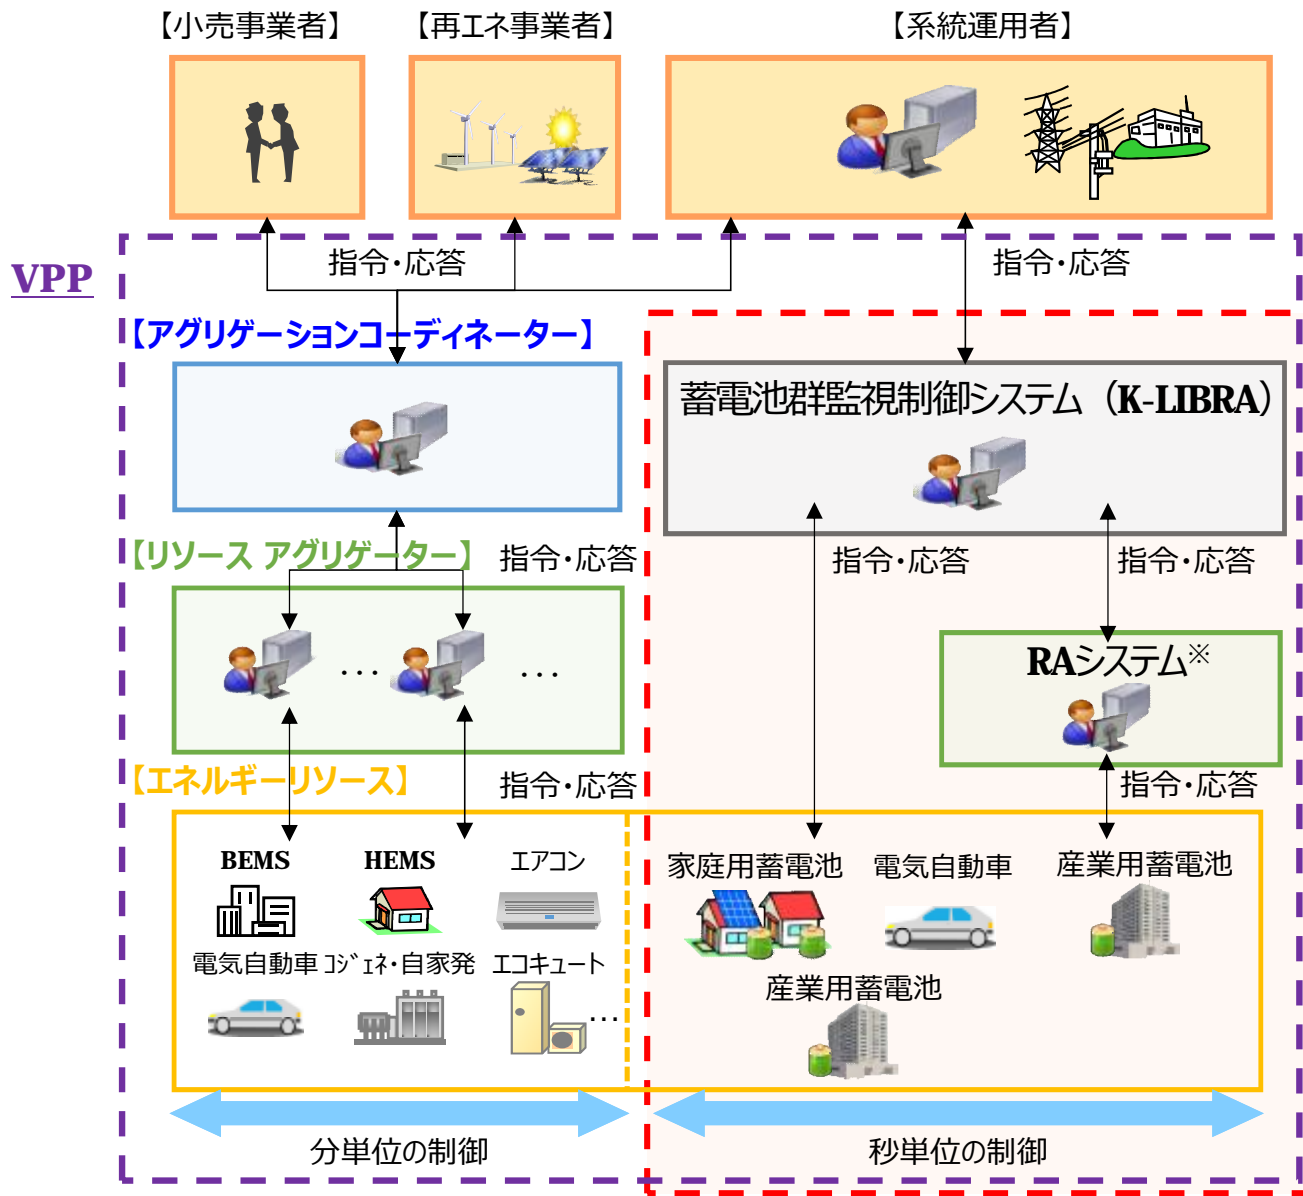 【小売事業者】
【再エネ事業者】
【系統運用者】
指令・応答
指令・応答
VPP
【アグリゲーションコーディネーター】
蓄電池群監視制御システム（K-LIBRA）
【リソース アグリゲーター】
指令・応答
指令・応答
指令・応答
･･･
･･･
RAシステム※
【エネルギーリソース】
指令・応答
指令・応答
BEMS
HEMS
エアコン
家庭用蓄電池
電気自動車
産業用蓄電池
電気自動車
ｺｼﾞｪﾈ・自家発
エコキュート
･･･
産業用蓄電池
分単位の制御
秒単位の制御